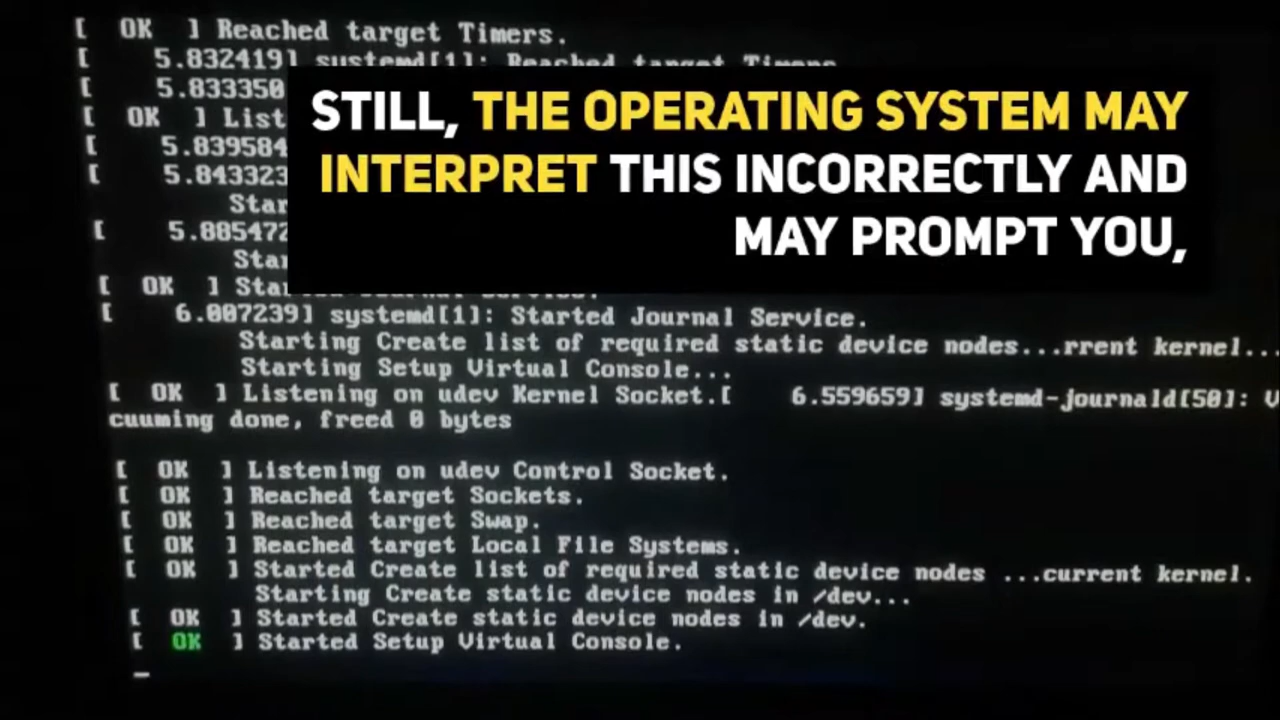 [ OK ] Reached target Timers.
[ 5.832419] systemd[1]: Reached target Timers.
[ 5.833350
STILL, THE OPERATING SYSTEM MAY
INTERPRET THIS INCORRECTLY AND
MAY PROMPT YOU,
[ OK ] List
[ 5.839584
[ 5.843323
Star
[ 5.885472
Star
[ OK ] Started Journal Service.
[ 6.007239] systemd[1]: Started Journal Service.
Starting Create list of required static device nodes...rrent kernel...
Starting Setup Virtual Console...
[ OK ] Listening on udev Kernel Socket.[ 6.559659] systemd-journald[50]: V
cuuming done, freed 0 bytes
[ OK ] Listening on udev Control Socket.
[ OK ] Reached target Sockets.
[ OK ] Reached target Swap.
[ OK ] Reached target Local File Systems.
[ OK ] Started Create list of required static device nodes ...current kernel.
Starting Create static device nodes in /dev...
[ OK ] Started Create static device nodes in /dev.
[ OK ] Started Setup Virtual Console.